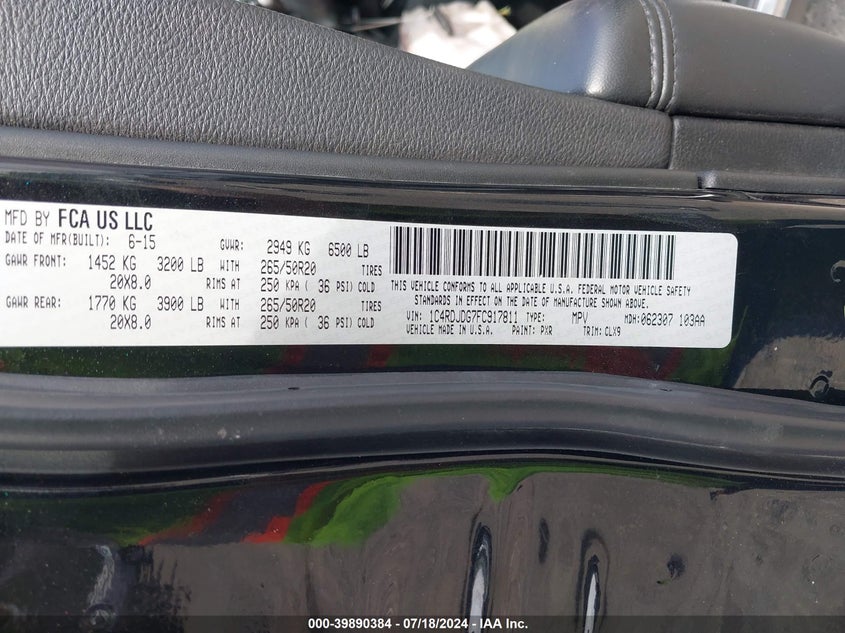 MFD BY FCA US LLC
DATE OF MFR(BUILT): 6-15 GVWR: 2949 KG 6500 LB
GAWR FRONT: 1452 KG 3200 LB WITH 265/50R20 TIRES
20X8.0 RIMS AT 250 KPA ( 36 PSI) COLD
GAWR REAR: 1770 KG 3900 LB WITH 265/50R20 TIRES
20X8.0 RIMS AT 250 KPA ( 36 PSI) COLD
THIS VEHICLE CONFORMS TO ALL APPLICABLE U.S.A. FEDERAL MOTOR VEHICLE SAFETY
STANDARDS IN EFFECT ON THE DATE OF MANUFACTURE SHOWN ABOVE.
VIN: 1C4RDJDG7FC917811 TYPE: MPV MDH: 062307 103AA
VEHICLE MADE IN U.S.A. PAINT: PXR TRIM: CLX9
000-39890384 - 07/18/2024 - IAA Inc.